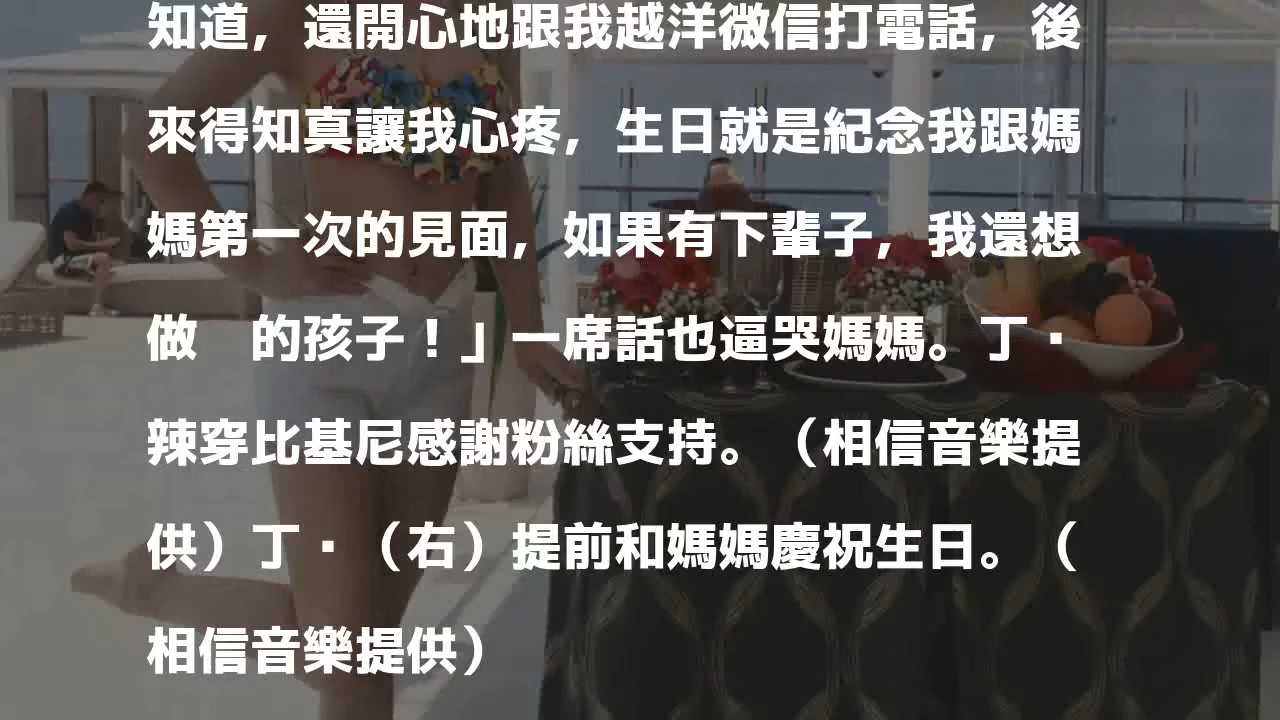 知道，還開心地跟我越洋微信打電話，後
來得知真讓我心疼，生日就是紀念我跟媽
媽第一次的見面，如果有下輩子，我還想
做　的孩子！」一席話也逼哭媽媽。丁·
辣穿比基尼感謝粉絲支持。（相信音樂提
供）丁·（右）提前和媽媽慶祝生日。（
相信音樂提供）